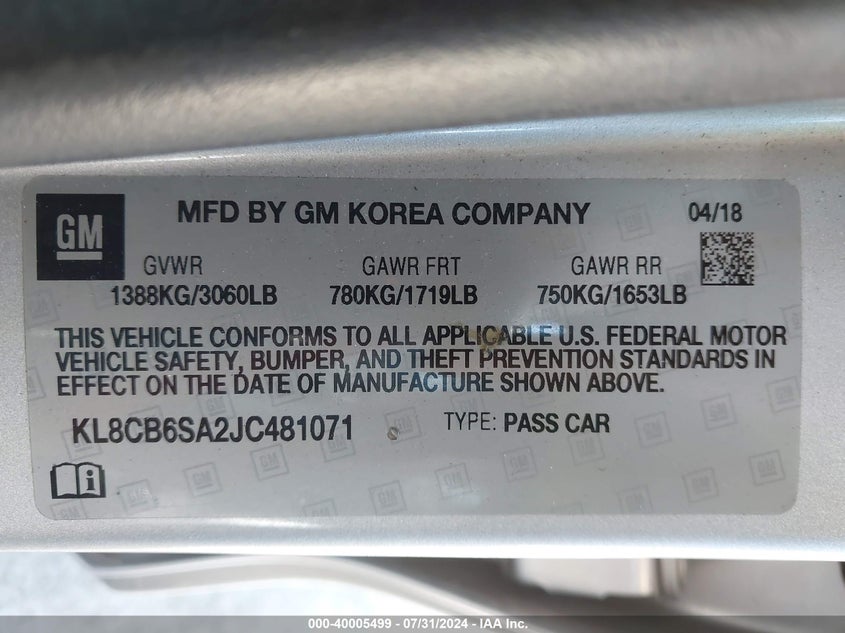 GM
MFD BY GM KOREA COMPANY 04/18
GVWR GAWR FRT GAWR RR
1388KG/3060LB 780KG/1719LB 750KG/1653LB
THIS VEHICLE CONFORMS TO ALL APPLICABLE U.S. FEDERAL MOTOR
VEHICLE SAFETY, BUMPER, AND THEFT PREVENTION STANDARDS IN
EFFECT ON THE DATE OF MANUFACTURE SHOWN ABOVE.
KL8CB6SA2JC481071 TYPE: PASS CAR
000-40005499 - 07/31/2024 - IAA Inc.